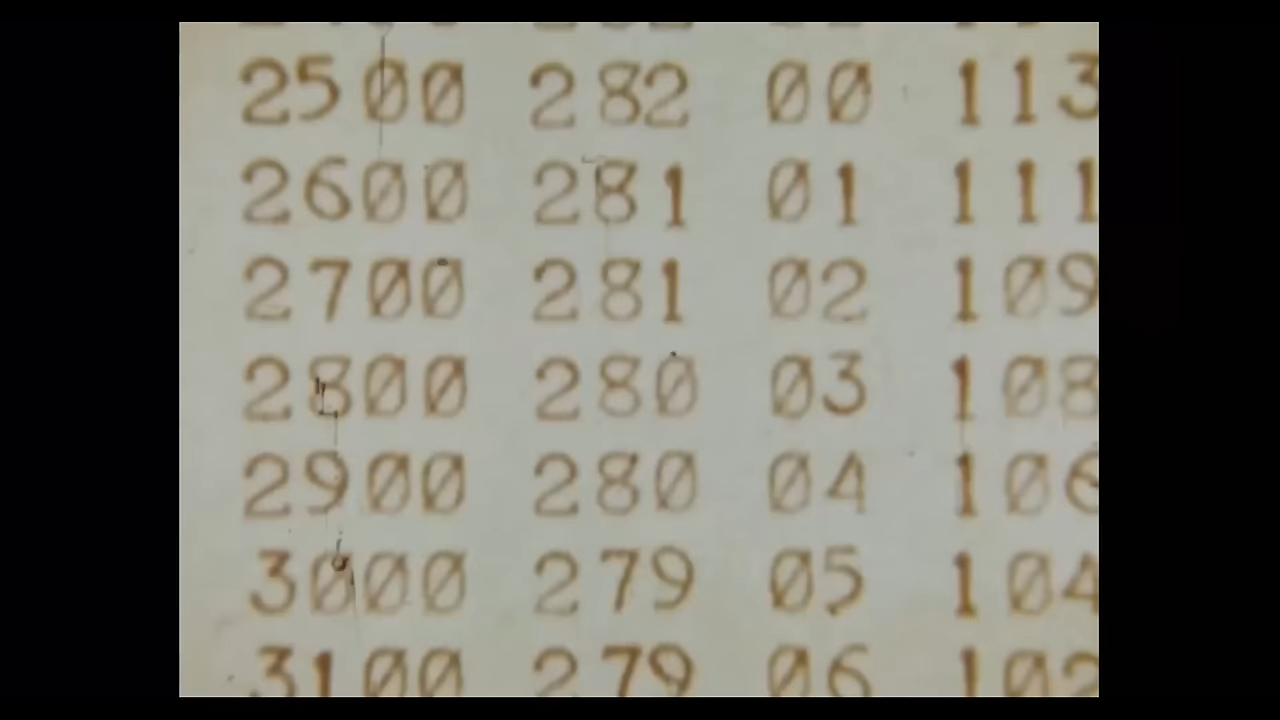 2500 282 00 113
2600 281 01 111
2700 281 02 109
2800 280 03 108
2900 280 04 106
3000 279 05 104
3100 279 06 102